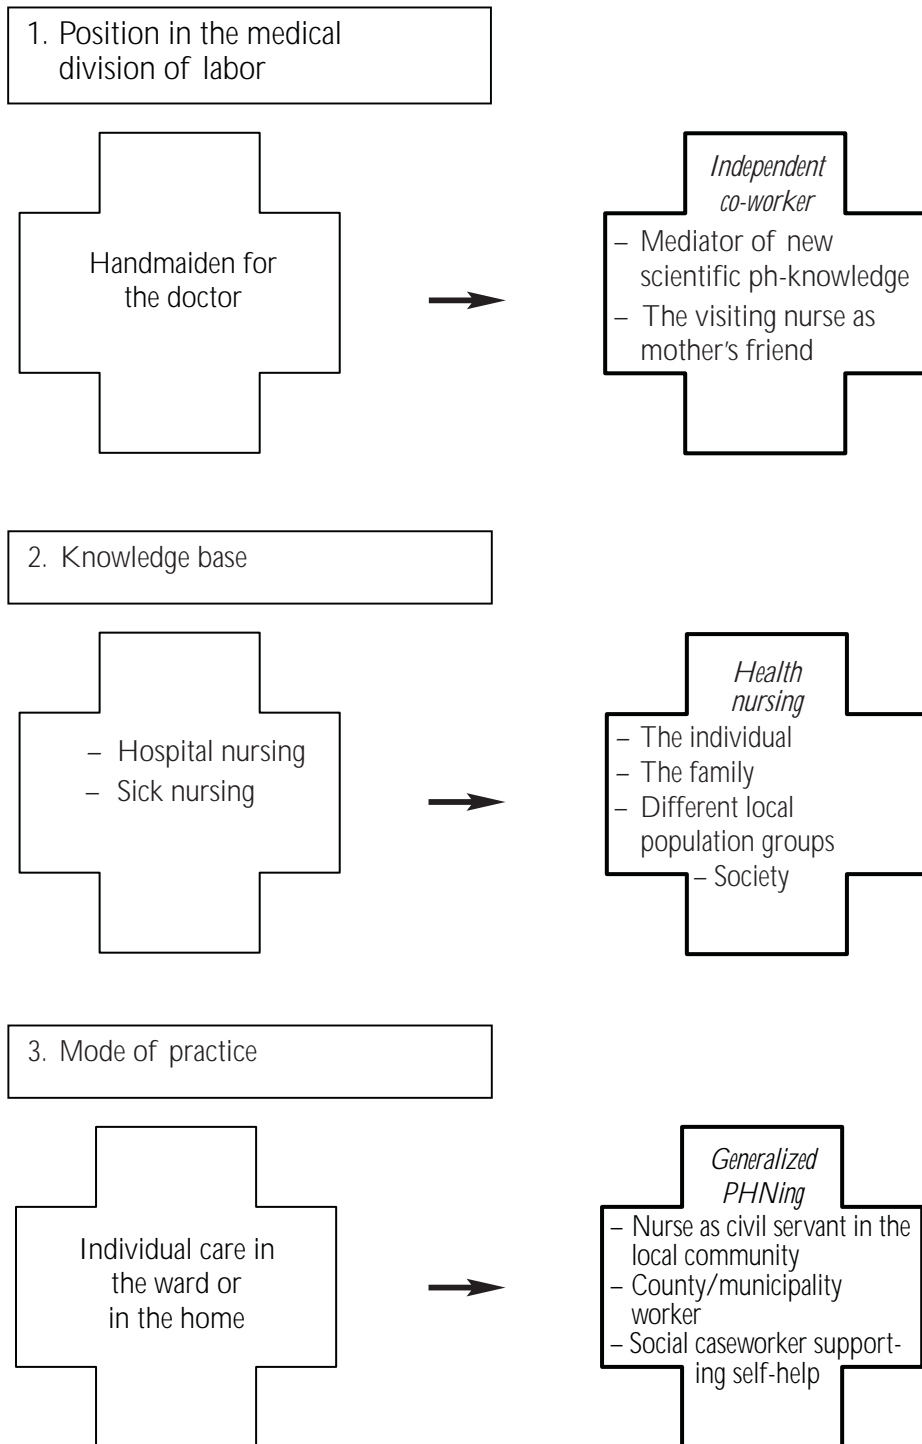 1. Position in the medical
division of labor
Handmaiden for
the doctor
Independent
co-worker
– Mediator of new
scientific ph-knowledge
– The visiting nurse as
mother's friend
2. Knowledge base
– Hospital nursing
– Sick nursing
Health
nursing
– The individual
– The family
– Different local
population groups
– Society
3. Mode of practice
Individual care in
the ward or
in the home
Generalized
PHNing
– Nurse as civil servant in the
local community
– County/municipality
worker
– Social caseworker support-
ing self-help